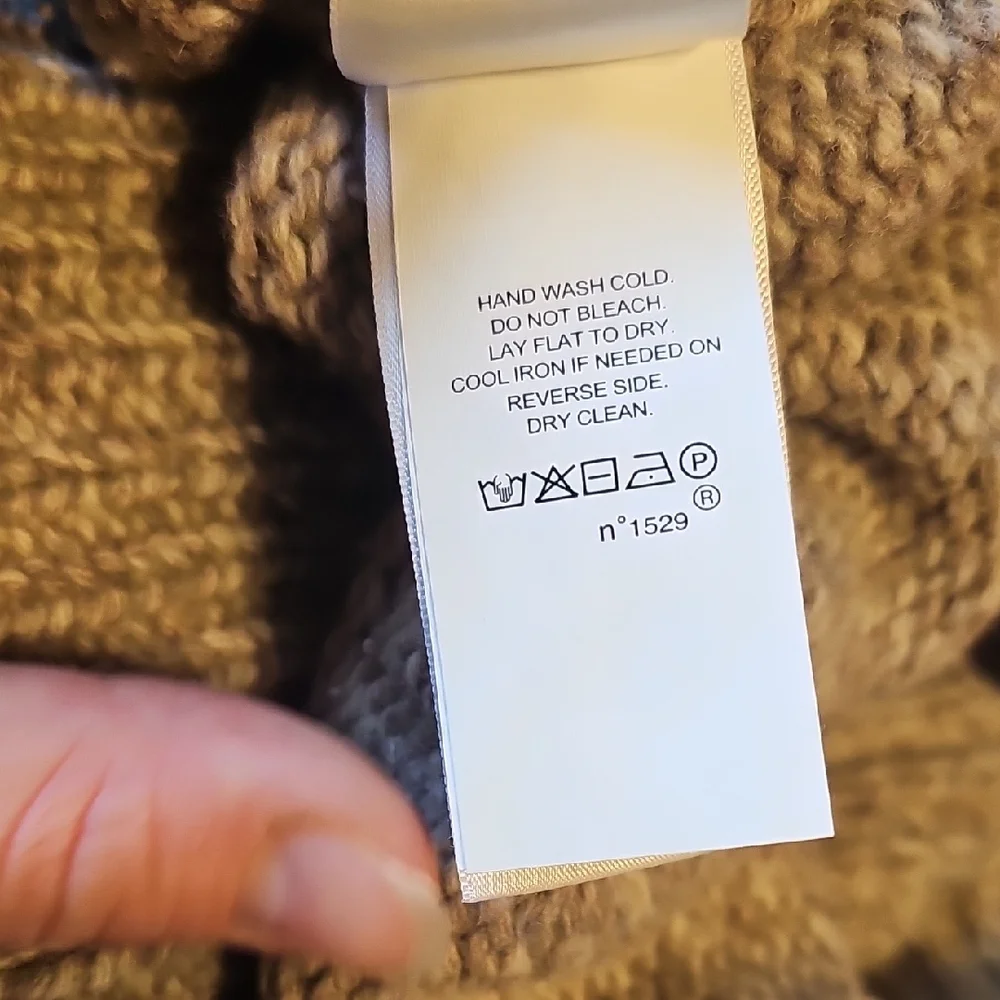 HAND WASH COLD.
DO NOT BLEACH.
LAY FLAT TO DRY.
COOL IRON IF NEEDED ON
REVERSE SIDE.
DRY CLEAN.
P
®
n°1529